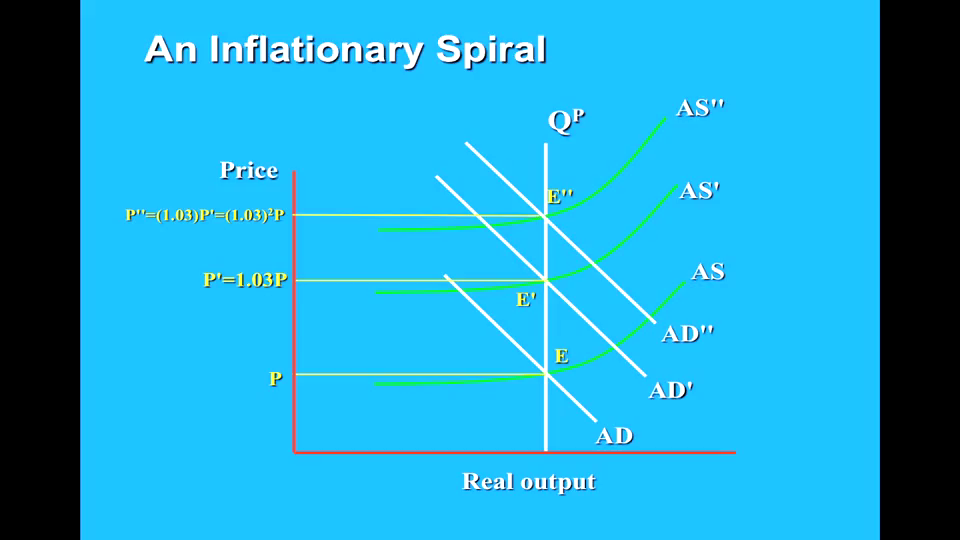 An Inflationary Spiral
AS''
Qᴾ
Price
AS'
E''
P''=(1.03)P'=(1.03)²P
AS
P'=1.03P
E'
AD''
E
P
AD'
AD
Real output